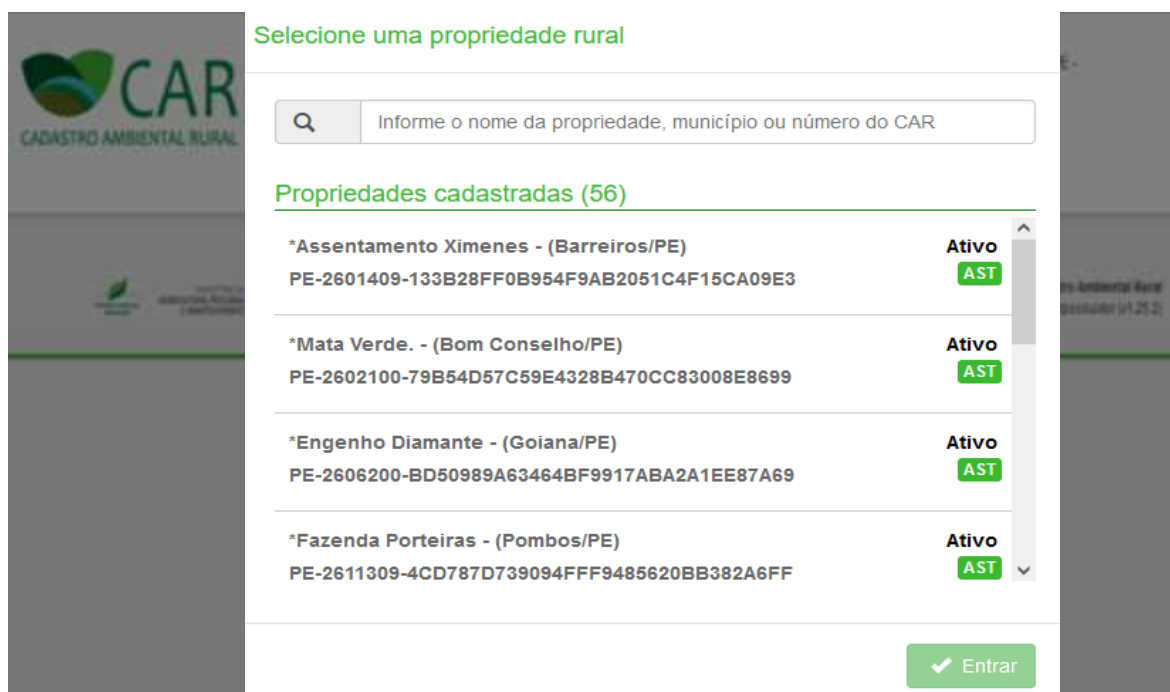 Selecione uma propriedade rural
CAR
CADASTRO AMBIENTAL RURAL
Informe o nome da propriedade, município ou número do CAR
Propriedades cadastradas (56)
*Assentamento Ximenes - (Barreiros/PE)
Ativo
PE-2601409-133B28FF0B954F9AB2051C4F15CA09E3
AST
*Mata Verde. - (Bom Conselho/PE)
Ativo
PE-2602100-79B54D57C59E4328B470CC83008E8699
AST
*Engenho Diamante - (Goiana/PE)
Ativo
PE-2606200-BD50989A63464BF9917ABA2A1EE87A69
AST
*Fazenda Porteiras - (Pombos/PE)
Ativo
PE-2611309-4CD787D739094FFF9485620BB382A6FF
AST
Entrar